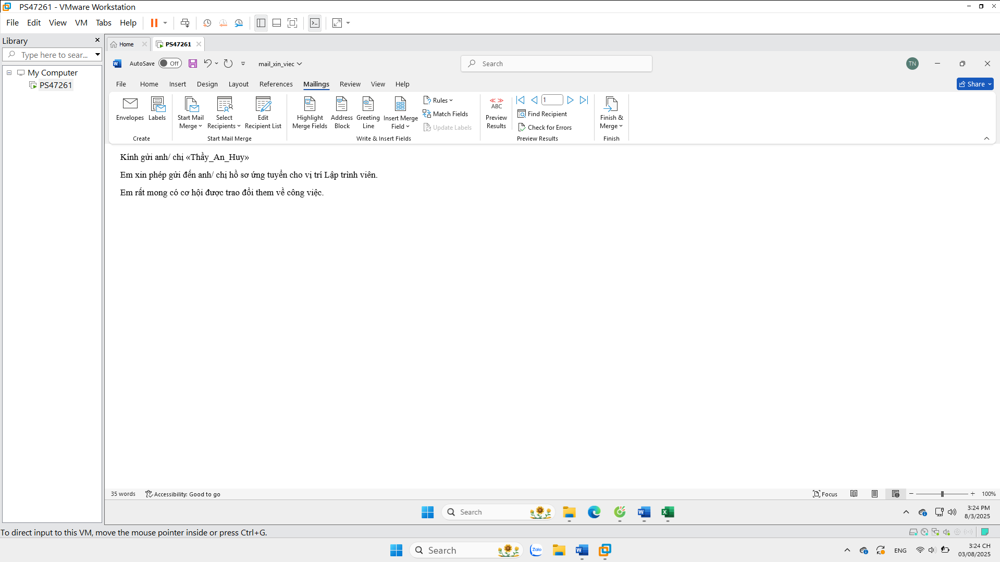 PS47261 - VMware Workstation
File Edit View VM Tabs Help
Library
Type here to sear...
My Computer
PS47261
Home PS47261
AutoSave Off mail_xin_viec Search TN
File Home Insert Design Layout References Mailings Review View Help Share
Envelopes Labels
Create
Start Mail Merge Select Recipients Edit Recipient List
Start Mail Merge
Highlight Merge Fields Address Block Greeting Line Insert Merge Field Rules Match Fields Update Labels
Write & Insert Fields
ABC Preview Results 1 Find Recipient Check for Errors
Preview Results
Finish & Merge
Finish
Kính gửi anh/ chị «Thầy_An_Huy»
Em xin phép gửi đến anh/ chị hồ sơ ứng tuyển cho vị trí Lập trình viên.
Em rất mong có cơ hội được trao đổi them về công việc.
35 words Accessibility: Good to go Focus 100%
Search 3:24 PM
8/3/2025
To direct input to this VM, move the mouse pointer inside or press Ctrl+G.
Search Zalo ENG 3:24 CH
03/08/2025